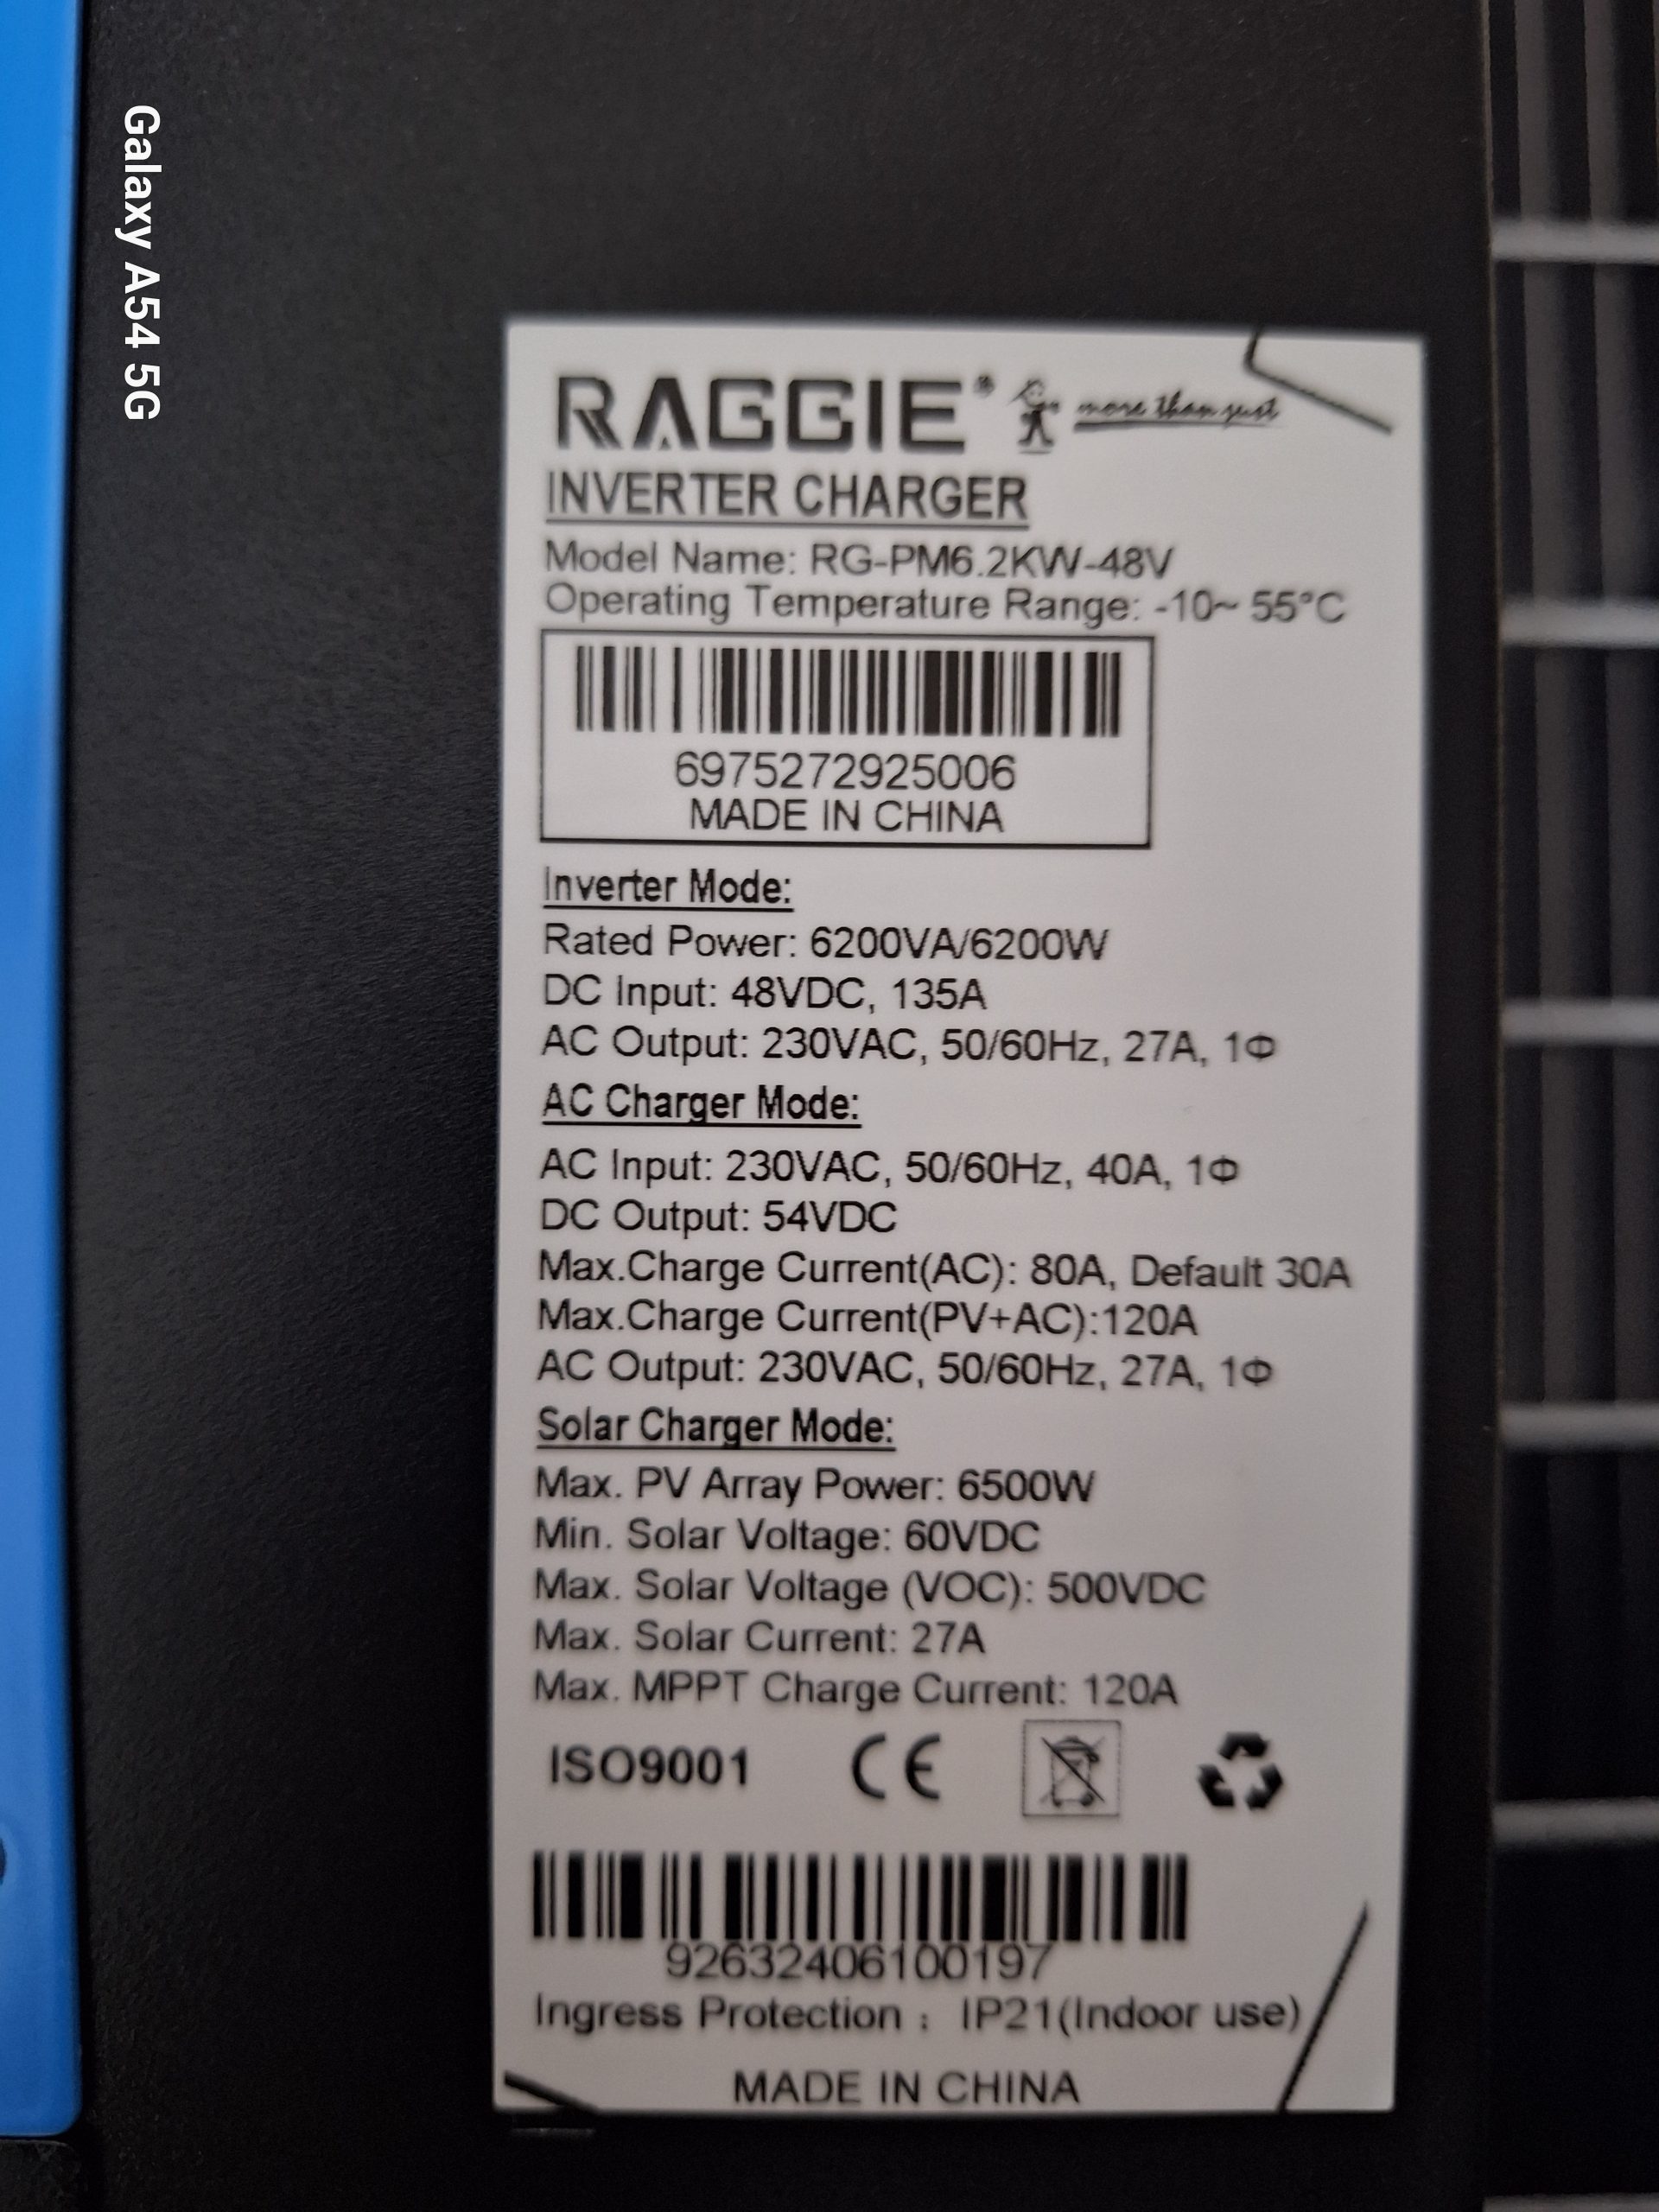 Galaxy A54 5G
RAGGIE® more than just
INVERTER CHARGER
Model Name: RG-PM6.2KW-48V
Operating Temperature Range: -10~ 55°C
6975272925006
MADE IN CHINA
Inverter Mode:
Rated Power: 6200VA/6200W
DC Input: 48VDC, 135A
AC Output: 230VAC, 50/60Hz, 27A, 1Φ
AC Charger Mode:
AC Input: 230VAC, 50/60Hz, 40A, 1Φ
DC Output: 54VDC
Max.Charge Current(AC): 80A, Default 30A
Max.Charge Current(PV+AC):120A
AC Output: 230VAC, 50/60Hz, 27A, 1Φ
Solar Charger Mode:
Max. PV Array Power: 6500W
Min. Solar Voltage: 60VDC
Max. Solar Voltage (VOC): 500VDC
Max. Solar Current: 27A
Max. MPPT Charge Current: 120A
ISO9001 CE
92632406100197
Ingress Protection : IP21(Indoor use)
MADE IN CHINA